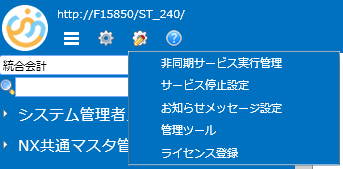 http://F15850/ST_240/
統合会計
システム管理者
NX共通マスタ管
非同期サービス実行管理
サービス停止設定
お知らせメッセージ設定
管理ツール
ライセンス登録